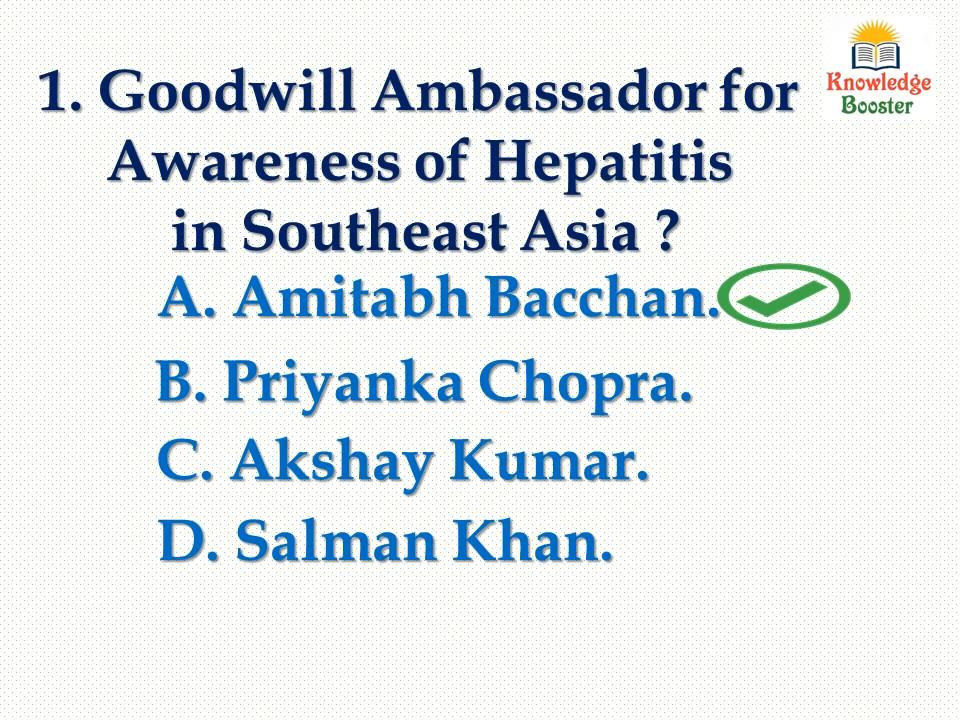 Knowledge
Booster
1. Goodwill Ambassador for
Awareness of Hepatitis
in Southeast Asia ?
A. Amitabh Bacchan.
B. Priyanka Chopra.
C. Akshay Kumar.
D. Salman Khan.